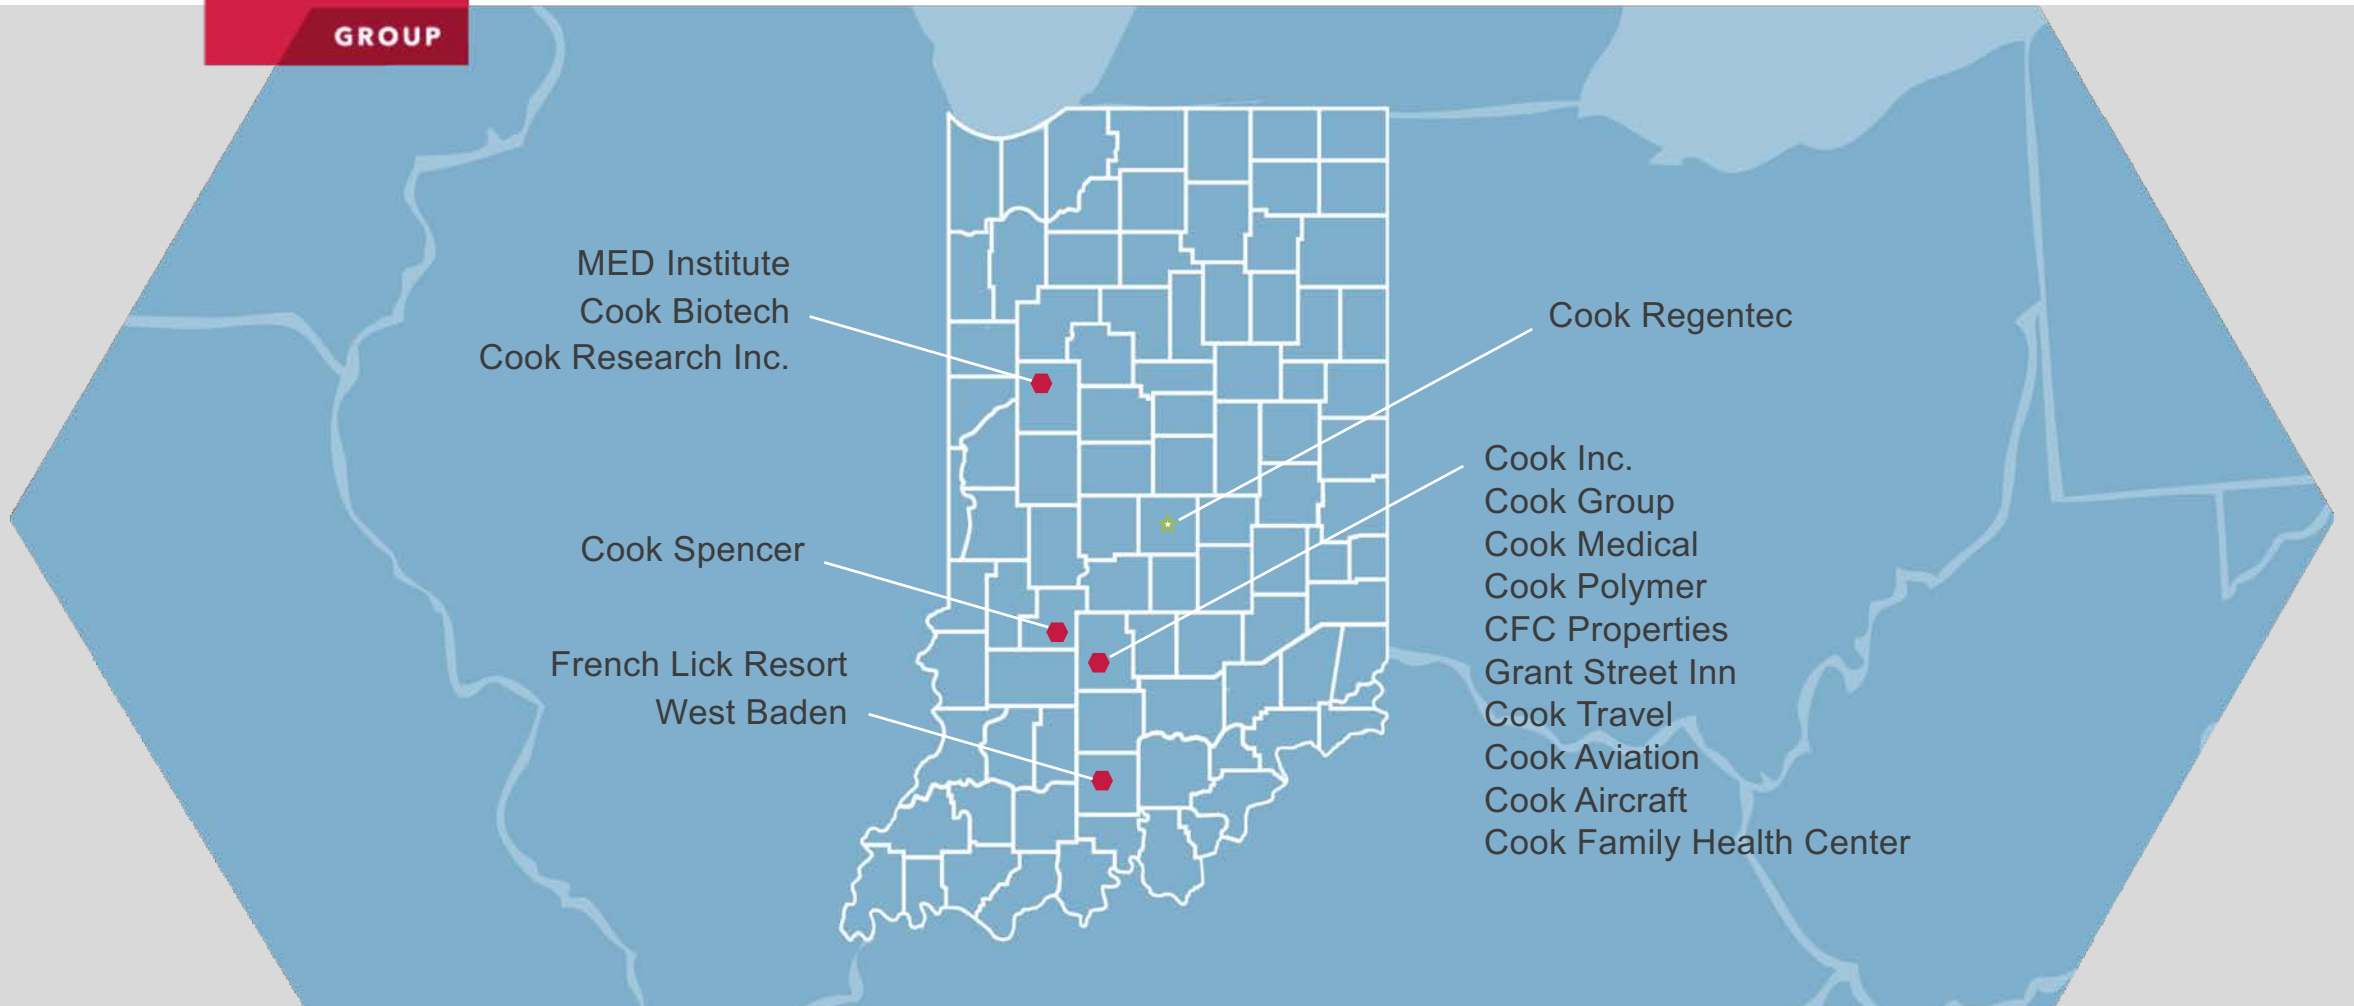 GROUP
MED Institute
Cook Biotech
Cook Research Inc.
Cook Spencer
French Lick Resort
West Baden
Cook Regentec
Cook Inc.
Cook Group
Cook Medical
Cook Polymer
CFC Properties
Grant Street Inn
Cook Travel
Cook Aviation
Cook Aircraft
Cook Family Health Center